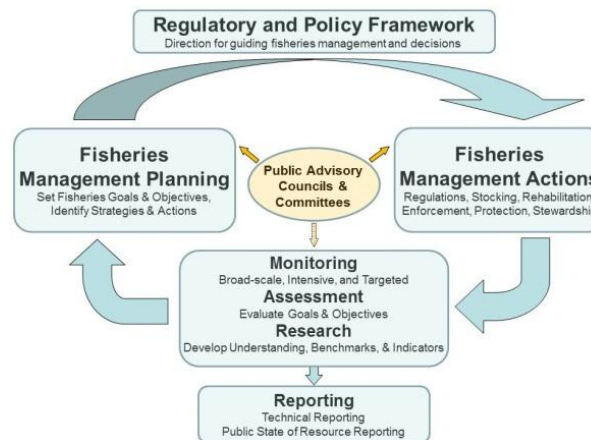 Regulatory and Policy Framework
Direction for guiding fisheries management and decisions
Fisheries
Management Planning
Set Fisheries Goals & Objectives,
Identify Strategies & Actions
Public Advisory
Councils &
Committees
Fisheries
Management Actions
Regulations, Stocking, Rehabilitation
Enforcement, Protection, Stewardship
Monitoring
Broad-scale, Intensive, and Targeted
Assessment
Evaluate Goals & Objectives
Research
Develop Understanding, Benchmarks, & Indicators
Reporting
Technical Reporting
Public State of Resource Reporting